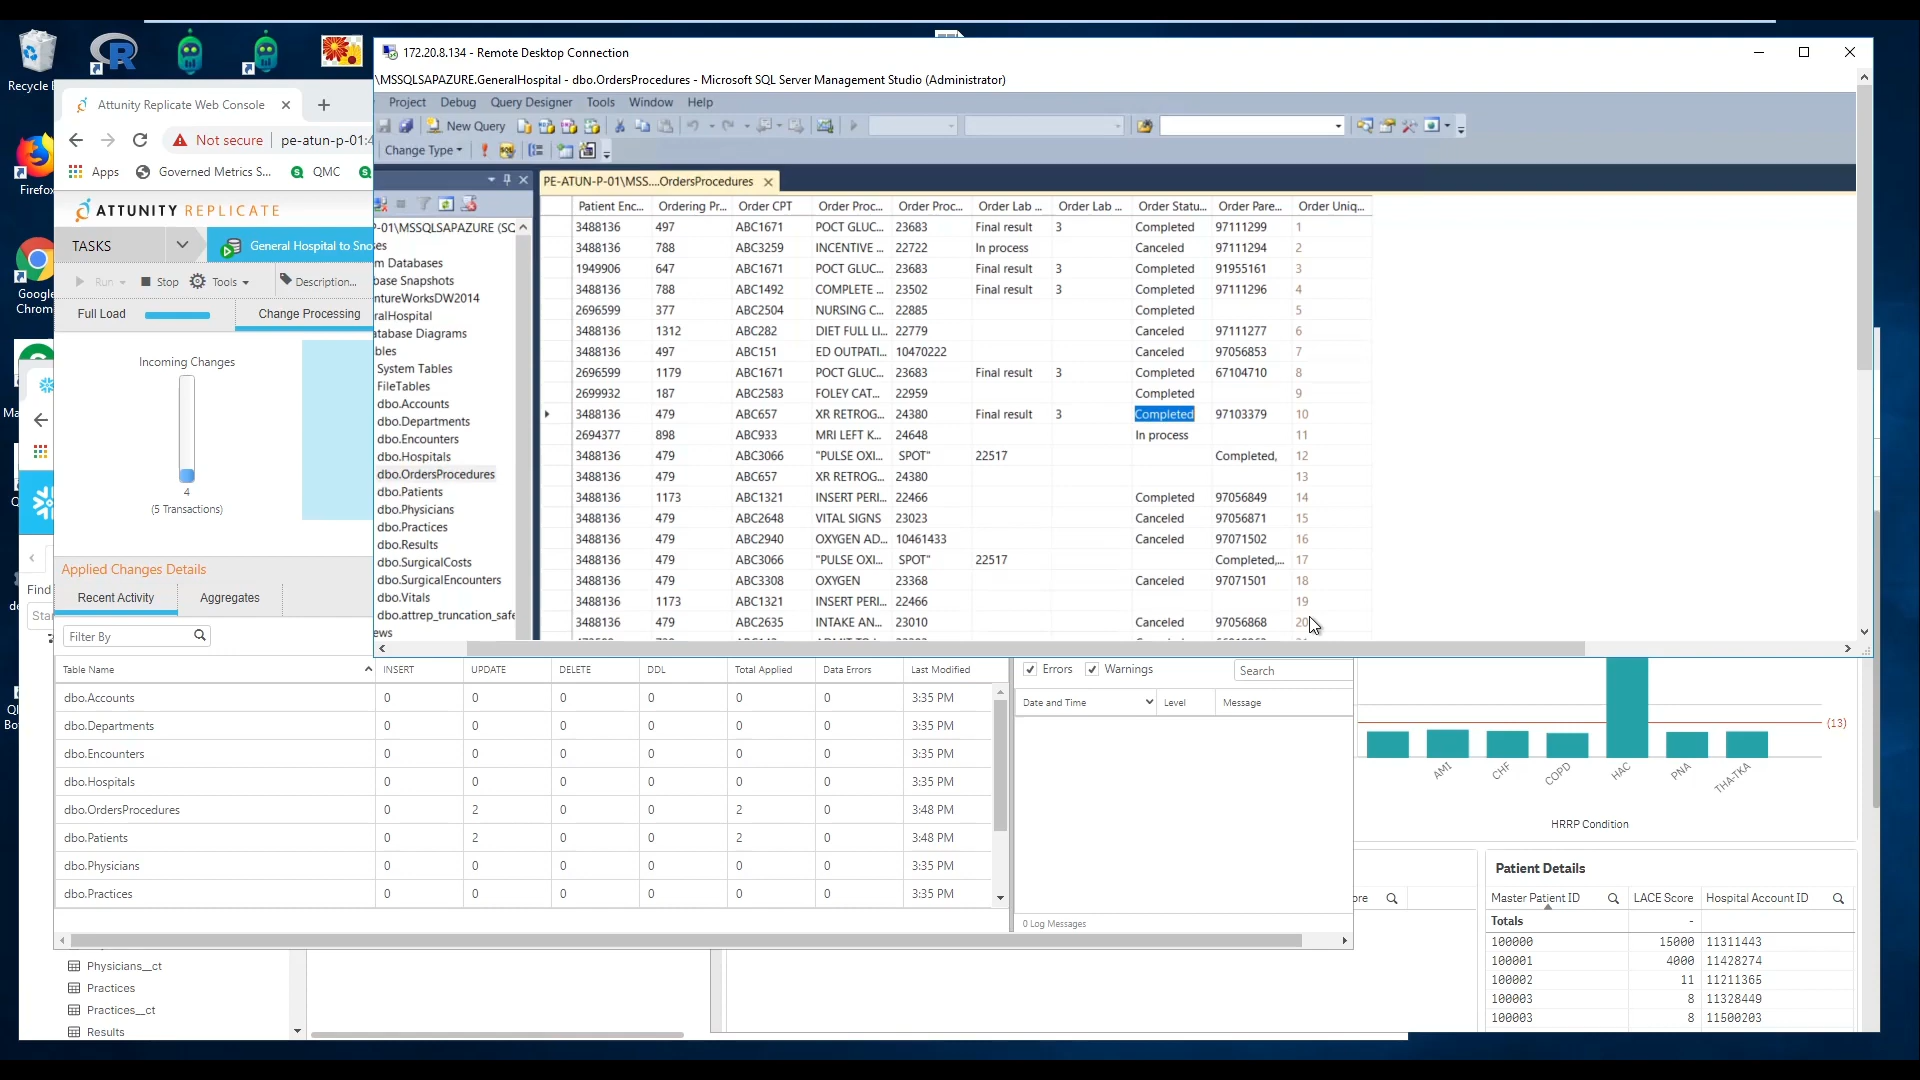 Recycle
Firefox
Google
Chrom
172.20.8.134 - Remote Desktop Connection
\MSSQLSAPAZURE.GeneralHospital - dbo.OrdersProcedures - Microsoft SQL Server Management Studio (Administrator)
Project Debug Query Designer Tools Window Help
New Query
Change Type
PE-ATUN-P-01\MSS....OrdersProcedures
Attunity Replicate Web Console
Not secure pe-atun-p-01:4
Apps Governed Metrics S... QMC
ATTUNITY REPLICATE
TASKS General Hospital to Sno
Run Stop Tools Description...
Full Load Change Processing
Incoming Changes
4
(5 Transactions)
Applied Changes Details
Recent Activity Aggregates
Filter By
Find
P-01\MSSQLSAPAZURE (SQ
ses
m Databases
base Snapshots
ntureWorksDW2014
ralHospital
atabase Diagrams
bles
System Tables
FileTables
dbo.Accounts
dbo.Departments
dbo.Encounters
dbo.Hospitals
dbo.OrdersProcedures
dbo.Patients
dbo.Physicians
dbo.Practices
dbo.Results
dbo.SurgicalCosts
dbo.SurgicalEncounters
dbo.Vitals
dbo.attrep_truncation_safe
ews
Patient Enc... Ordering Pr... Order CPT Order Proc... Order Proc... Order Lab ... Order Lab ... Order Statu... Order Pare... Order Uniq...
3488136 497 ABC1671 POCT GLUC... 23683 Final result 3 Completed 97111299 1
3488136 788 ABC3259 INCENTIVE ... 22722 In process Canceled 97111294 2
1949906 647 ABC1671 POCT GLUC... 23683 Final result 3 Completed 91955161 3
3488136 788 ABC1492 COMPLETE ... 23502 Final result 3 Completed 97111296 4
2696599 377 ABC2504 NURSING C... 22885 Completed 5
3488136 1312 ABC282 DIET FULL LI... 22779 Canceled 97111277 6
3488136 497 ABC151 ED OUTPATI... 10470222 Canceled 97056853 7
2696599 1179 ABC1671 POCT GLUC... 23683 Final result 3 Completed 67104710 8
2699932 187 ABC2583 FOLEY CAT... 22959 Completed 9
3488136 479 ABC657 XR RETROG... 24380 Final result 3 Completed 97103379 10
2694377 898 ABC933 MRI LEFT K... 24648 In process 11
3488136 479 ABC3066 "PULSE OXI... SPOT" 22517 Completed, 12
3488136 479 ABC657 XR RETROG... 24380 13
3488136 1173 ABC1321 INSERT PERI... 22466 Completed 97056849 14
3488136 479 ABC2648 VITAL SIGNS 23023 Canceled 97056871 15
3488136 479 ABC2940 OXYGEN AD... 10461433 Canceled 97071502 16
3488136 479 ABC3066 "PULSE OXI... SPOT" 22517 Completed,... 17
3488136 479 ABC3308 OXYGEN 23368 Canceled 97071501 18
3488136 1173 ABC1321 INSERT PERI... 22466 19
3488136 479 ABC2635 INTAKE AN... 23010 Canceled 97056868 20
Table Name INSERT UPDATE DELETE DDL Total Applied Data Errors Last Modified
dbo.Accounts 0 0 0 0 0 0 3:35 PM
dbo.Departments 0 0 0 0 0 0 3:35 PM
dbo.Encounters 0 0 0 0 0 0 3:35 PM
dbo.Hospitals 0 0 0 0 0 0 3:35 PM
dbo.OrdersProcedures 0 2 0 0 2 0 3:48 PM
dbo.Patients 0 2 0 0 2 0 3:48 PM
dbo.Physicians 0 0 0 0 0 0 3:35 PM
dbo.Practices 0 0 0 0 0 0 3:35 PM
Errors Warnings Search
Date and Time Level Message
0 Log Messages
Physicians__ct
Practices
Practices__ct
Results
(13)
AMI CHF COPD HAC PNA THA-TKA
HRRP Condition
ore
Patient Details
Master Patient ID LACE Score Hospital Account ID
Totals -
100000 15000 11311443
100001 4000 11428274
100002 11 11211365
100003 8 11328449
100003 8 11500203